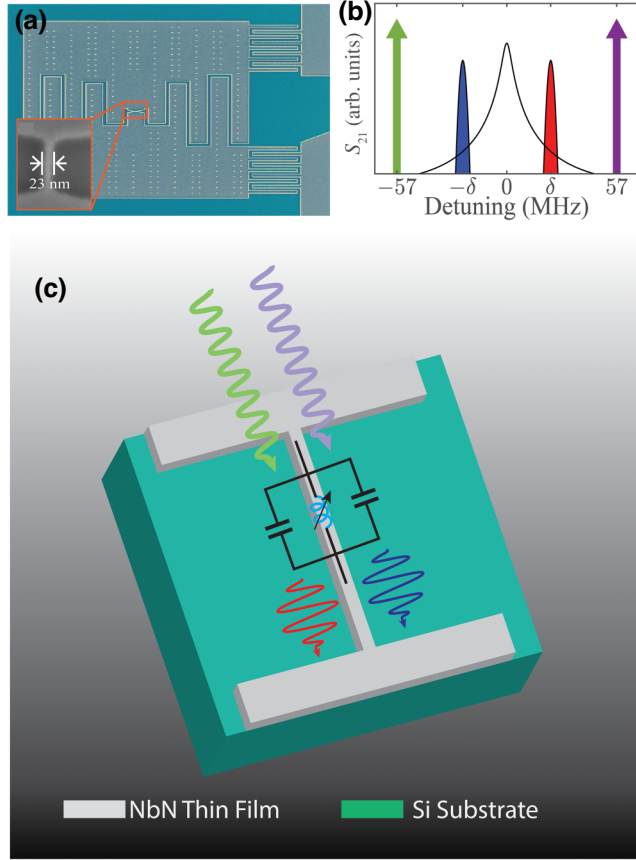 (a)
23 nm
(b)
S21 (arb. units)
−57 −δ 0 δ 57
Detuning (MHz)
(c)
NbN Thin Film
Si Substrate